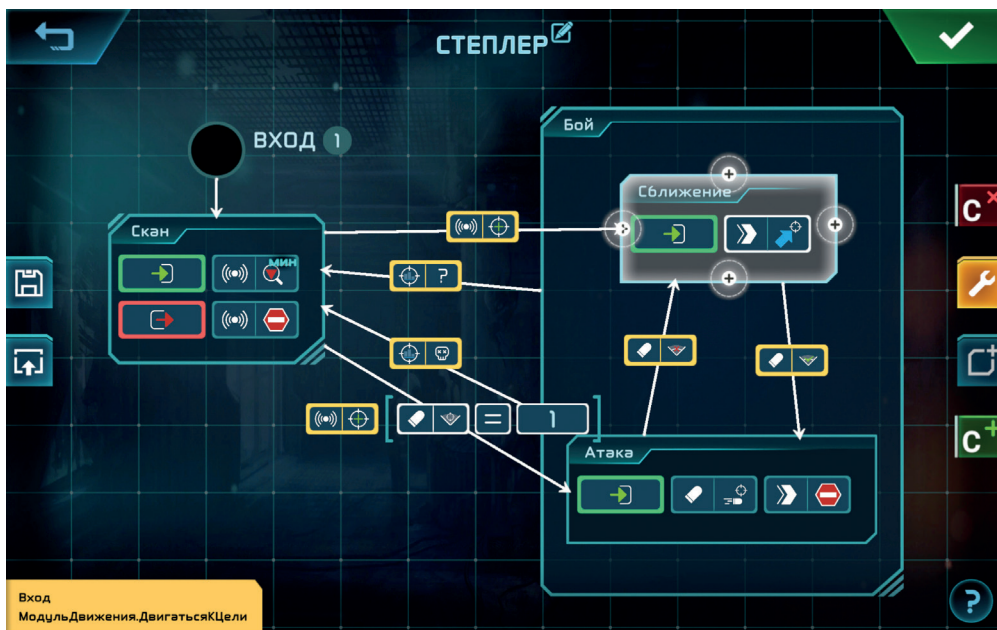 СТЕПЛЕР
ВХОД 1
Бой
Сближение
Скан
МИН
?
1
Атака
C×
C+
Вход
МодульДвижения.ДвигатьсяКЦели
?